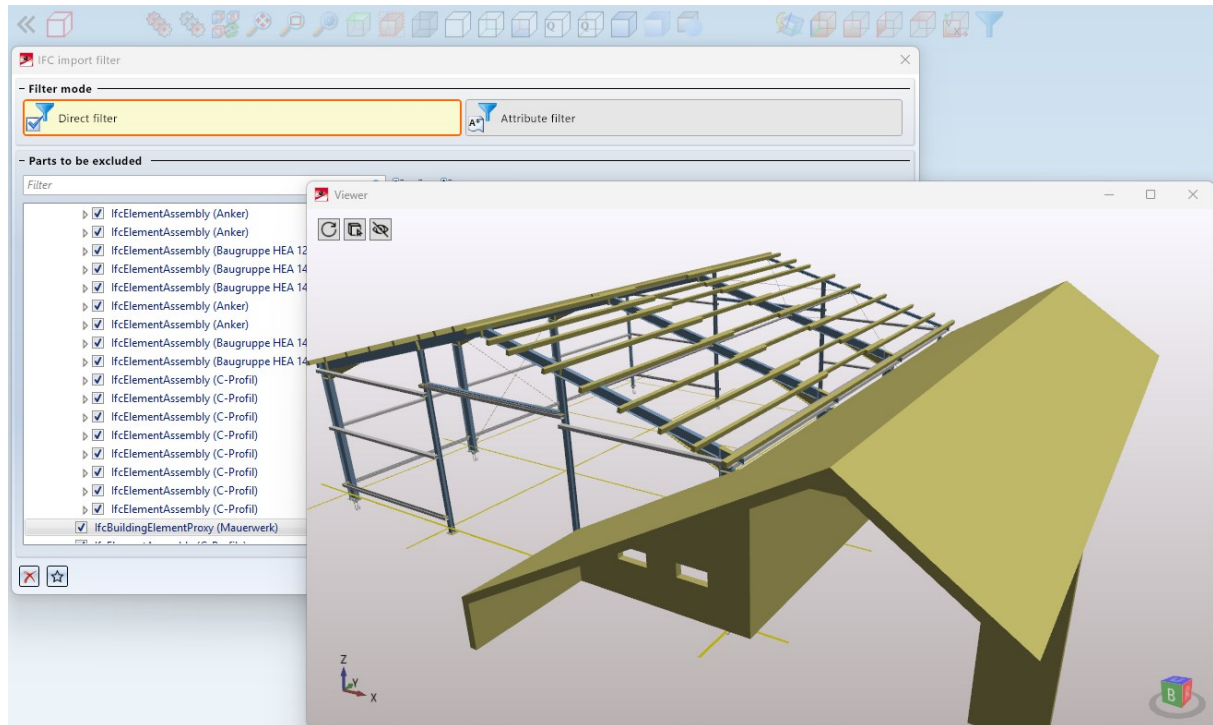 IFC import filter
Filter mode
Direct filter
Attribute filter
Parts to be excluded
Filter
Viewer
IfcElementAssembly (Anker)
IfcElementAssembly (Anker)
IfcElementAssembly (Baugruppe HEA 12
IfcElementAssembly (Baugruppe HEA 14
IfcElementAssembly (Baugruppe HEA 14
IfcElementAssembly (Anker)
IfcElementAssembly (Anker)
IfcElementAssembly (Baugruppe HEA 14
IfcElementAssembly (Baugruppe HEA 14
IfcElementAssembly (C-Profil)
IfcElementAssembly (C-Profil)
IfcElementAssembly (C-Profil)
IfcElementAssembly (C-Profil)
IfcElementAssembly (C-Profil)
IfcElementAssembly (C-Profil)
IfcElementAssembly (C-Profil)
IfcElementAssembly (C-Profil)
IfcBuildingElementProxy (Mauerwerk)
Z
Y
X
B